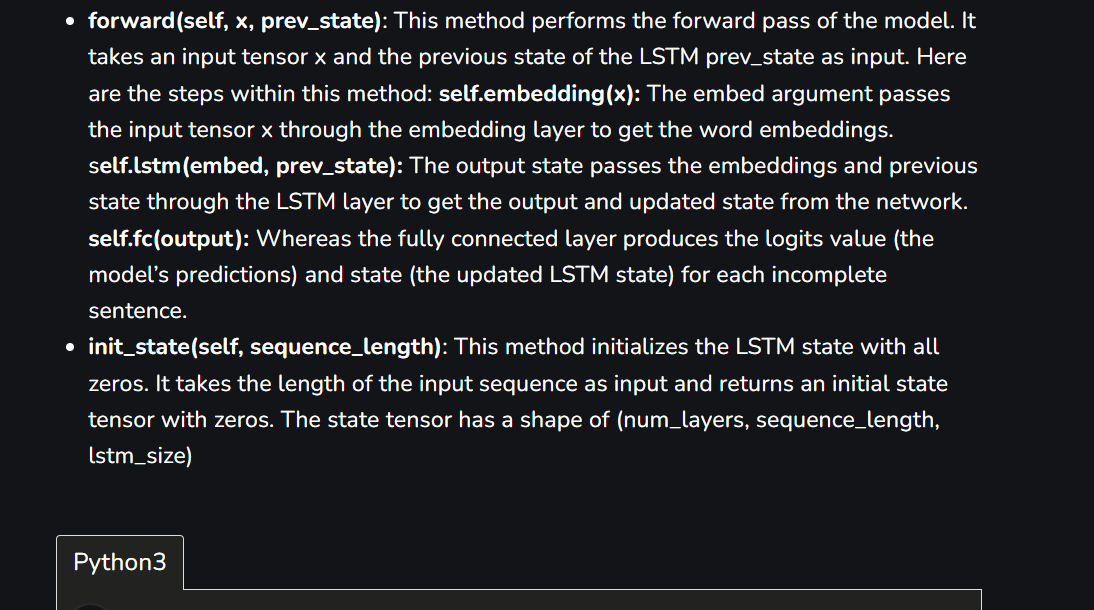 • forward(self, x, prev_state): This method performs the forward pass of the model. It
takes an input tensor x and the previous state of the LSTM prev_state as input. Here
are the steps within this method: self.embedding(x): The embed argument passes
the input tensor x through the embedding layer to get the word embeddings.
self.lstm(embed, prev_state): The output state passes the embeddings and previous
state through the LSTM layer to get the output and updated state from the network.
self.fc(output): Whereas the fully connected layer produces the logits value (the
model’s predictions) and state (the updated LSTM state) for each incomplete
sentence.
• init_state(self, sequence_length): This method initializes the LSTM state with all
zeros. It takes the length of the input sequence as input and returns an initial state
tensor with zeros. The state tensor has a shape of (num_layers, sequence_length,
lstm_size)
Python3